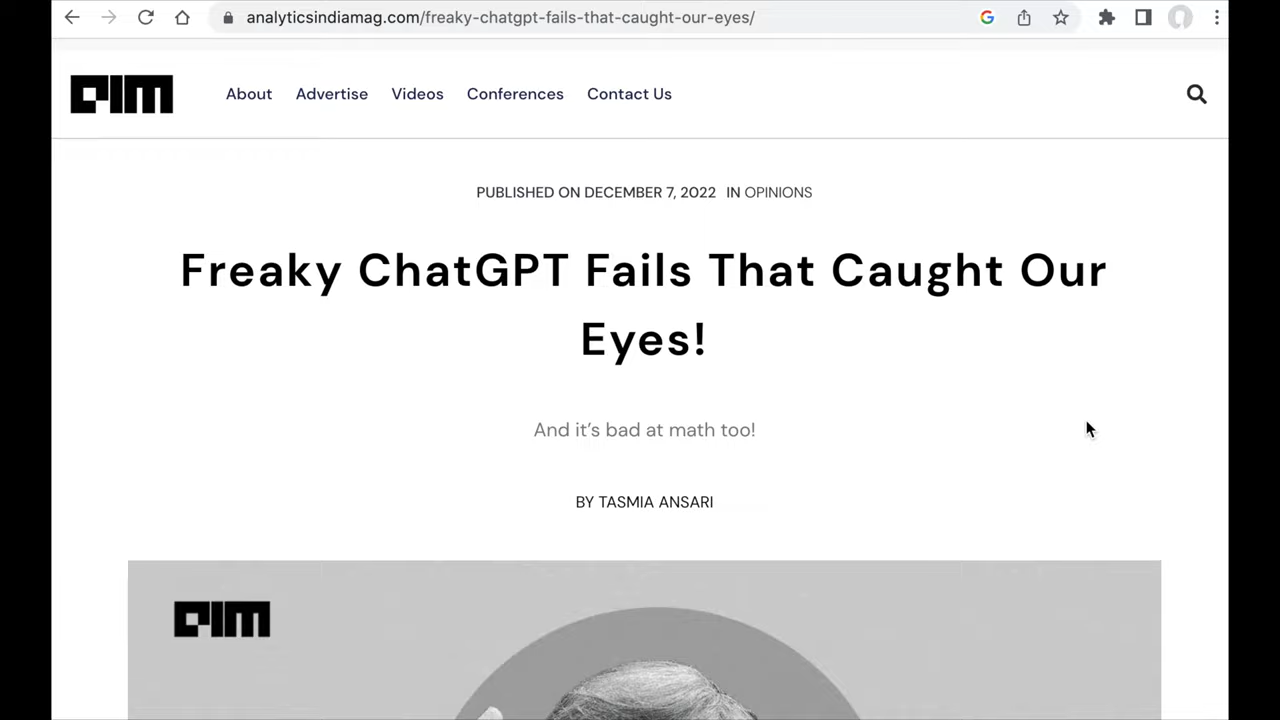 analyticsindiamag.com/freaky-chatgpt-fails-that-caught-our-eyes/
AIM About Advertise Videos Conferences Contact Us
PUBLISHED ON DECEMBER 7, 2022 IN OPINIONS
Freaky ChatGPT Fails That Caught Our
Eyes!
And it’s bad at math too!
BY TASMIA ANSARI
AIM